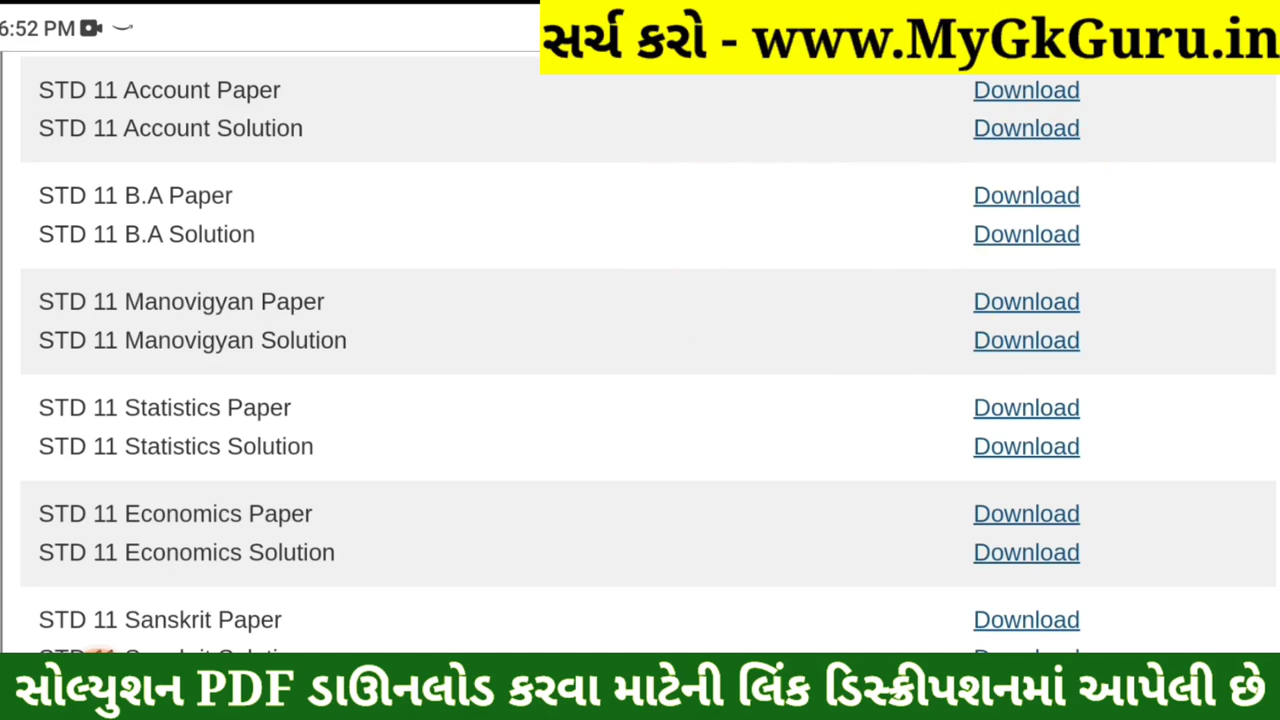 6:52 PM
સર્ચ કરો - www.MyGkGuru.in
STD 11 Account Paper Download
STD 11 Account Solution Download
STD 11 B.A Paper Download
STD 11 B.A Solution Download
STD 11 Manovigyan Paper Download
STD 11 Manovigyan Solution Download
STD 11 Statistics Paper Download
STD 11 Statistics Solution Download
STD 11 Economics Paper Download
STD 11 Economics Solution Download
STD 11 Sanskrit Paper Download
સોલ્યુશન PDF ડાઊનલોડ કરવા માટેની લિંક ડિસ્ક્રીપશનમાં આપેલી છે